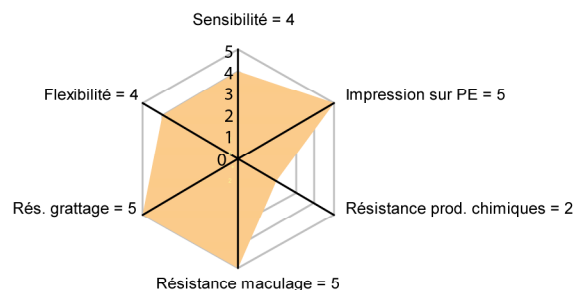 Sensibilité = 4
5
4
3
2
1
0
Flexibilité = 4
Impression sur PE = 5
Rés. grattage = 5
Résistance prod. chimiques = 2
Résistance maculage = 5